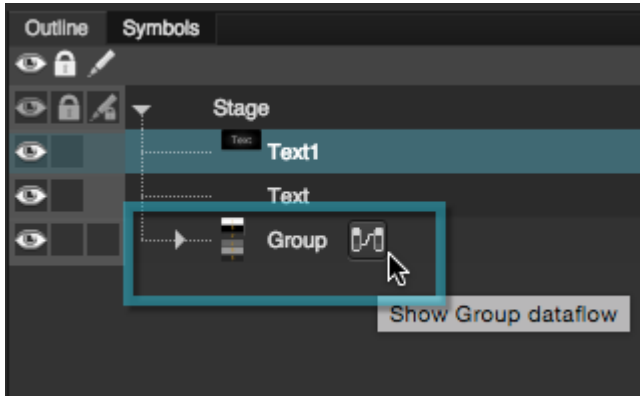 Outline Symbols
Stage
Text
Text1
Text
Group
Show Group dataflow